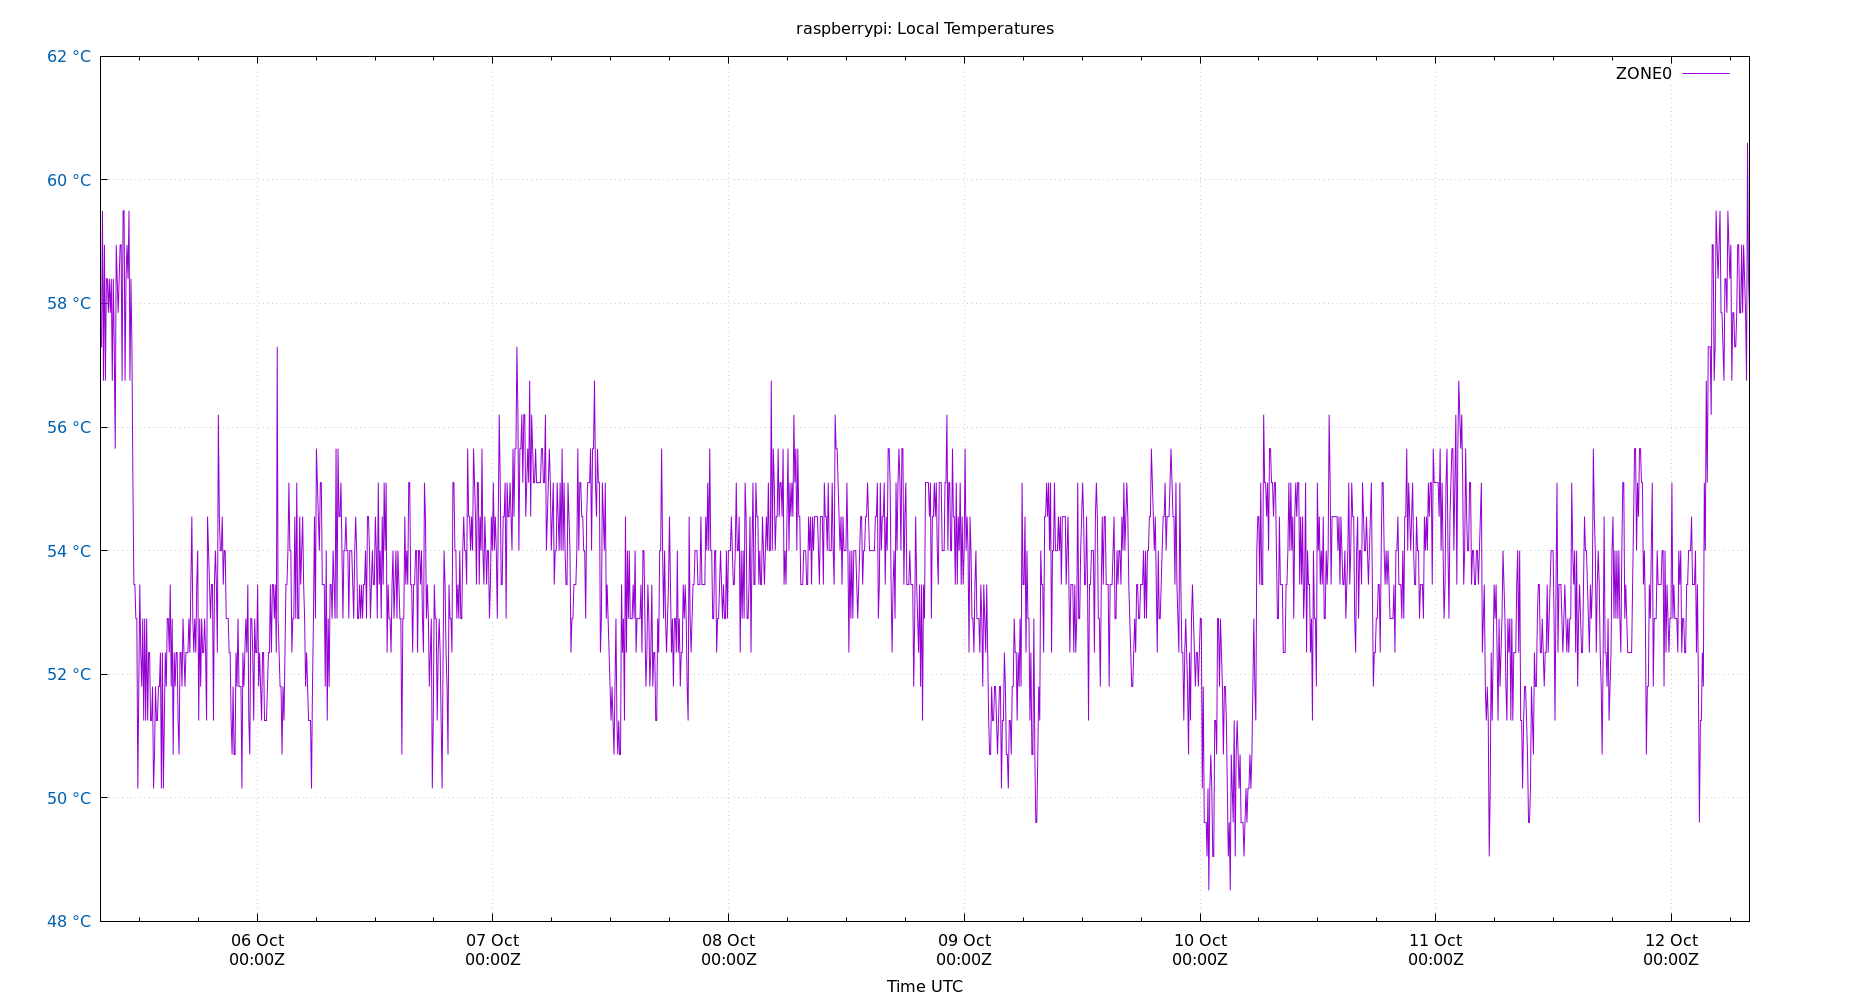 raspberrypi: Local Temperatures
62 °C
ZONE0
60 °C
58 °C
56 °C
54 °C
52 °C
50 °C
48 °C
06 Oct 07 Oct 08 Oct 09 Oct 10 Oct 11 Oct 12 Oct
00:00Z 00:00Z 00:00Z 00:00Z 00:00Z 00:00Z 00:00Z
Time UTC